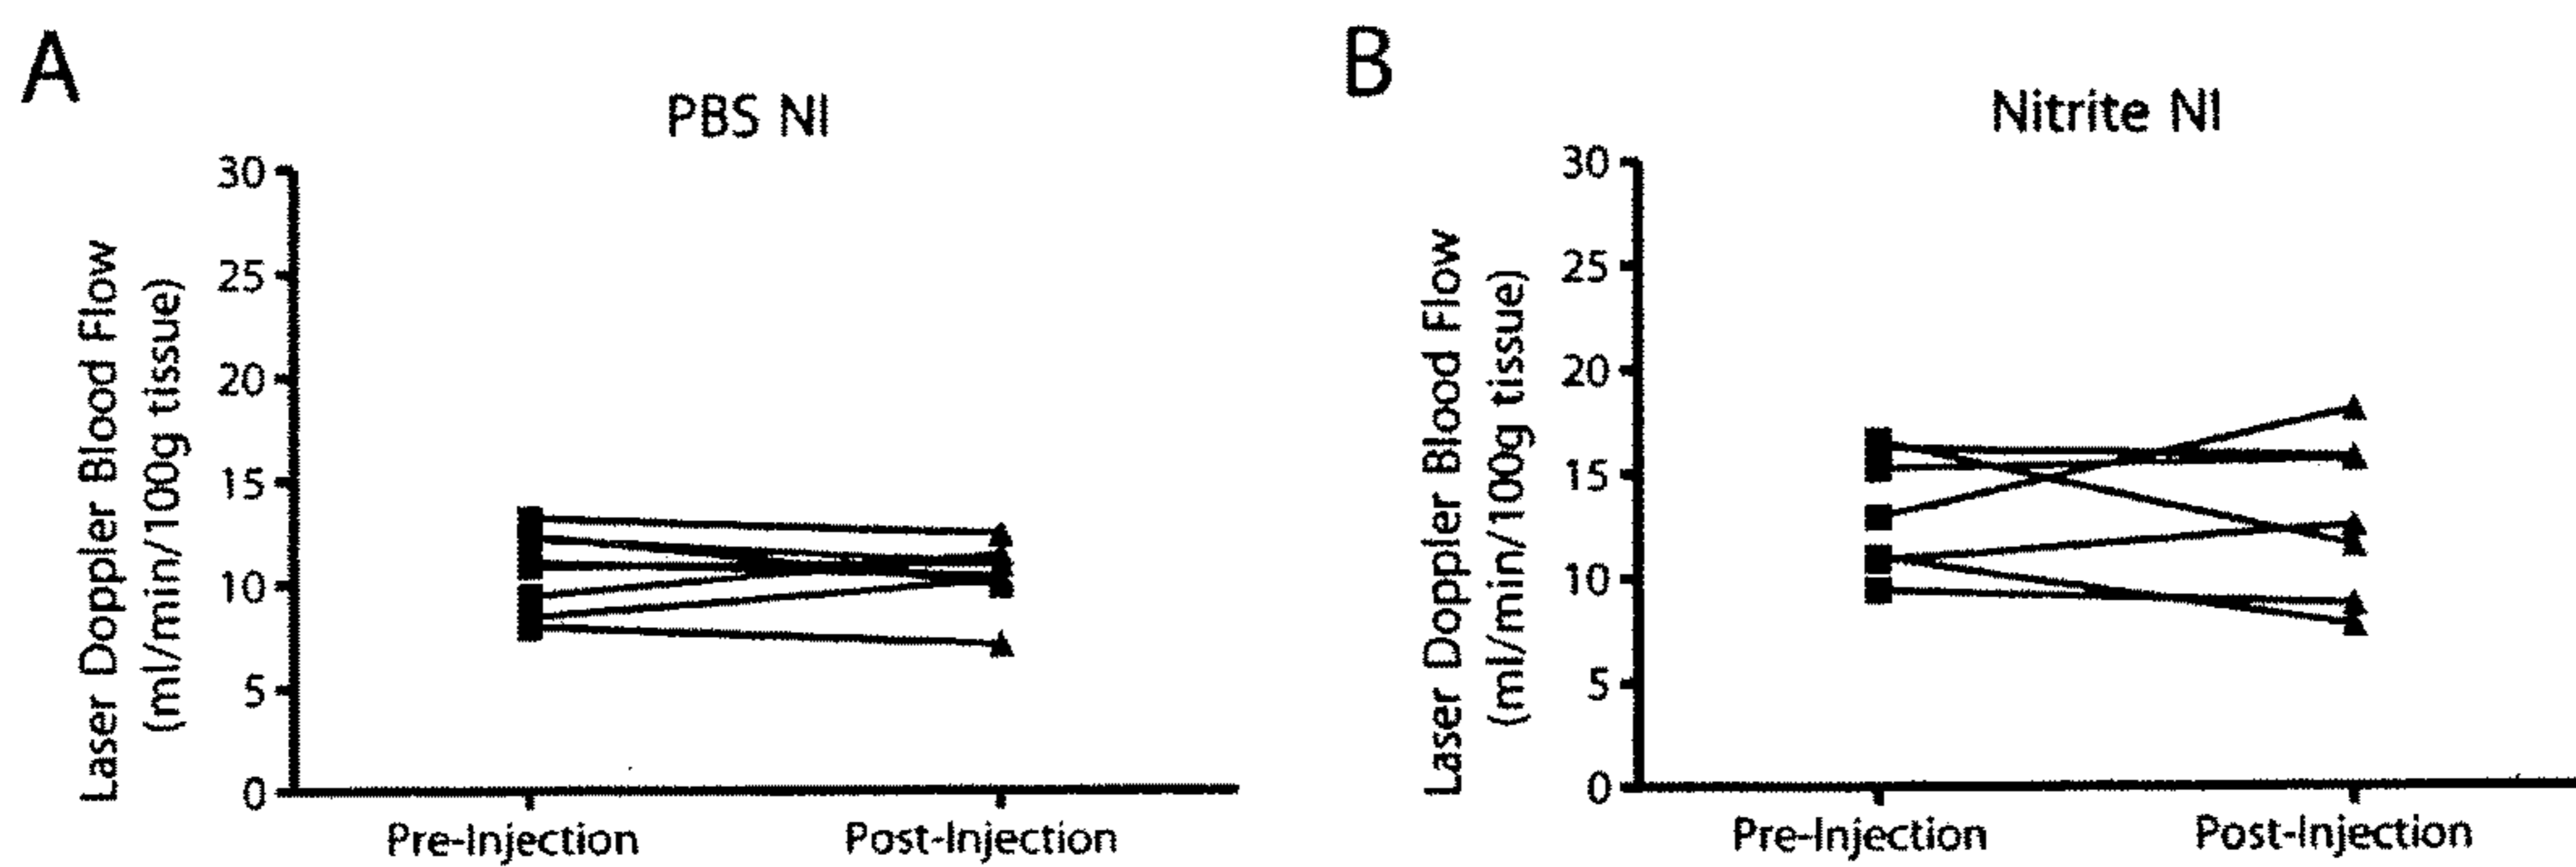 A
PBS NI
30
25
20
15
10
5
0
Laser Doppler Blood Flow
(ml/min/100g tissue)
Pre-Injection
Post-Injection
B
Nitrite NI
30
25
20
15
10
5
0
Laser Doppler Blood Flow
(ml/min/100g tissue)
Pre-Injection
Post-Injection